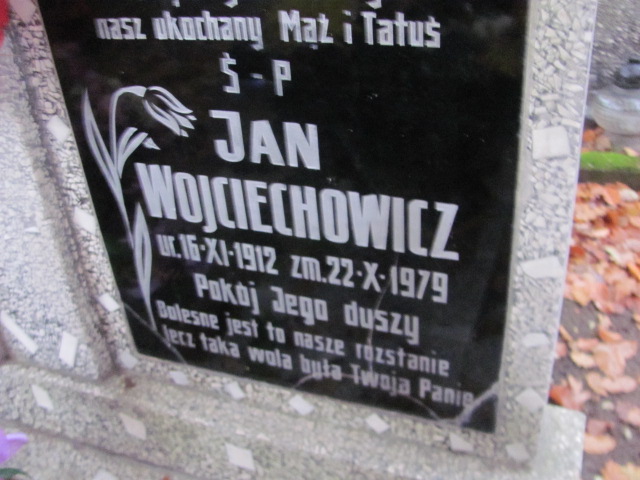 nasz ukochany Mąż i Tatuś
Ś-P
JAN
WOJCIECHOWICZ
ur.16·XI·1912 zm.22·X·1979
Pokój Jego duszy
Bolesne jest to nasze rozstanie
lecz taka wola była Twoja Panie